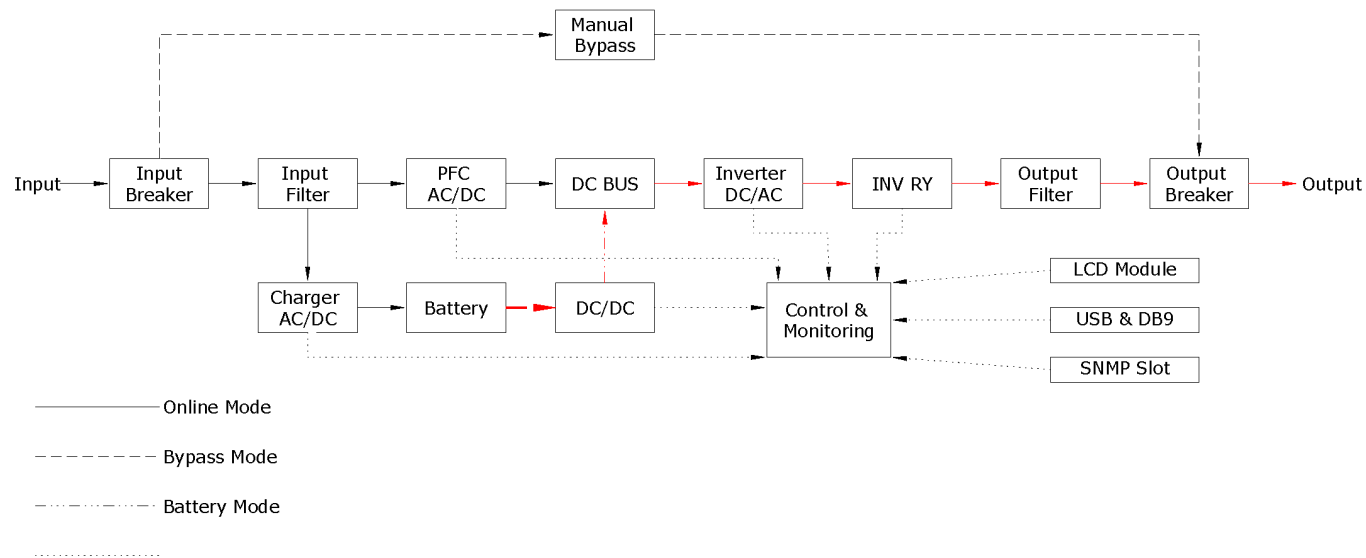 Manual
Bypass
Input
Input
Breaker
Input
Filter
PFC
AC/DC
DC BUS
Inverter
DC/AC
INV RY
Output
Filter
Output
Breaker
Output
Charger
AC/DC
Battery
DC/DC
Control &
Monitoring
LCD Module
USB & DB9
SNMP Slot
Online Mode
Bypass Mode
Battery Mode